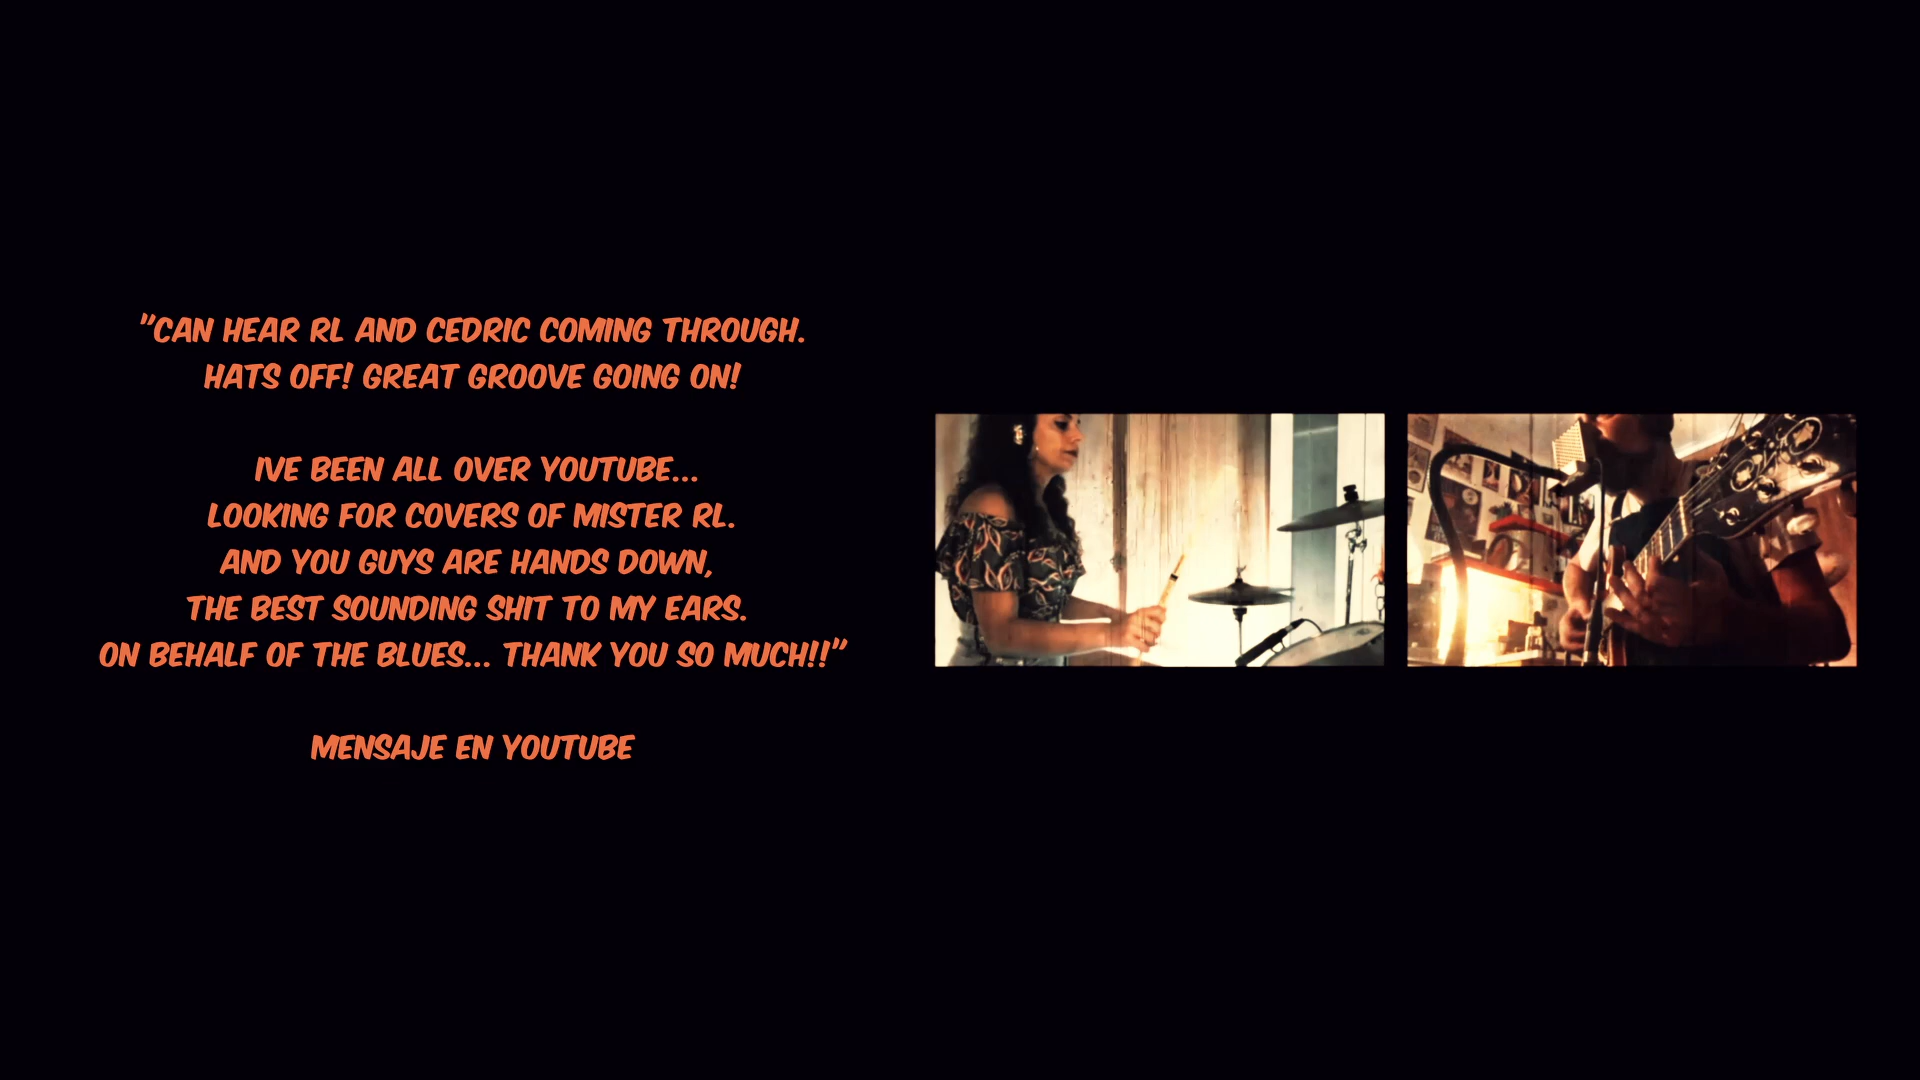 "CAN HEAR RL AND CEDRIC COMING THROUGH.
HATS OFF! GREAT GROOVE GOING ON!
IVE BEEN ALL OVER YOUTUBE...
LOOKING FOR COVERS OF MISTER RL.
AND YOU GUYS ARE HANDS DOWN,
THE BEST SOUNDING SHIT TO MY EARS.
ON BEHALF OF THE BLUES... THANK YOU SO MUCH!!"
MENSAJE EN YOUTUBE